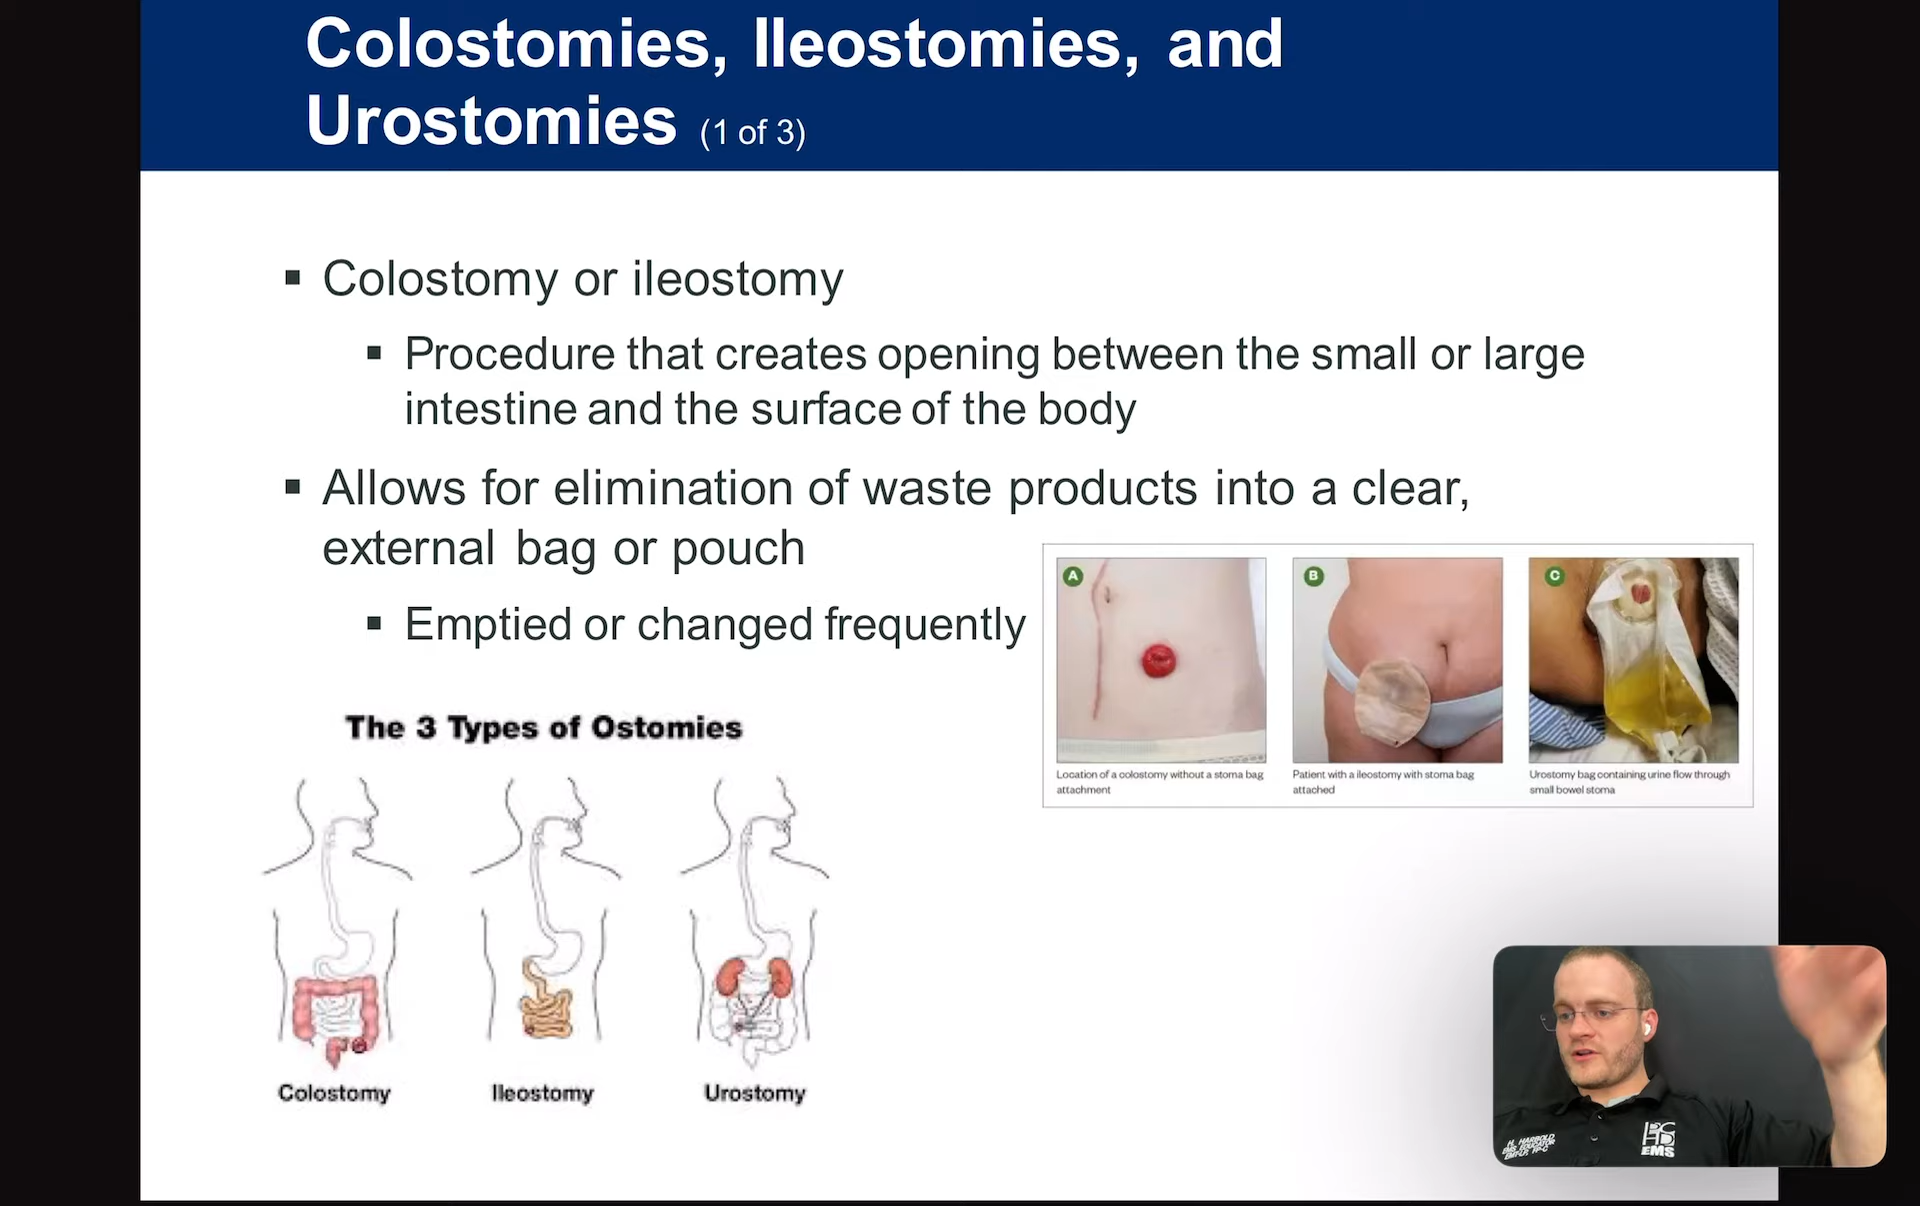 Colostomies, Ileostomies, and
Urostomies (1 of 3)
▪ Colostomy or ileostomy
▪ Procedure that creates opening between the small or large
intestine and the surface of the body
▪ Allows for elimination of waste products into a clear,
external bag or pouch
▪ Emptied or changed frequently
A
B
C
Location of a colostomy without a stoma bag
attachment
Patient with a ileostomy with stoma bag
attached
Urostomy bag containing urine flow through
small bowel stoma
The 3 Types of Ostomies
Colostomy
Ileostomy
Urostomy
H. HARBOLD
EMS EDUCATOR
EMS